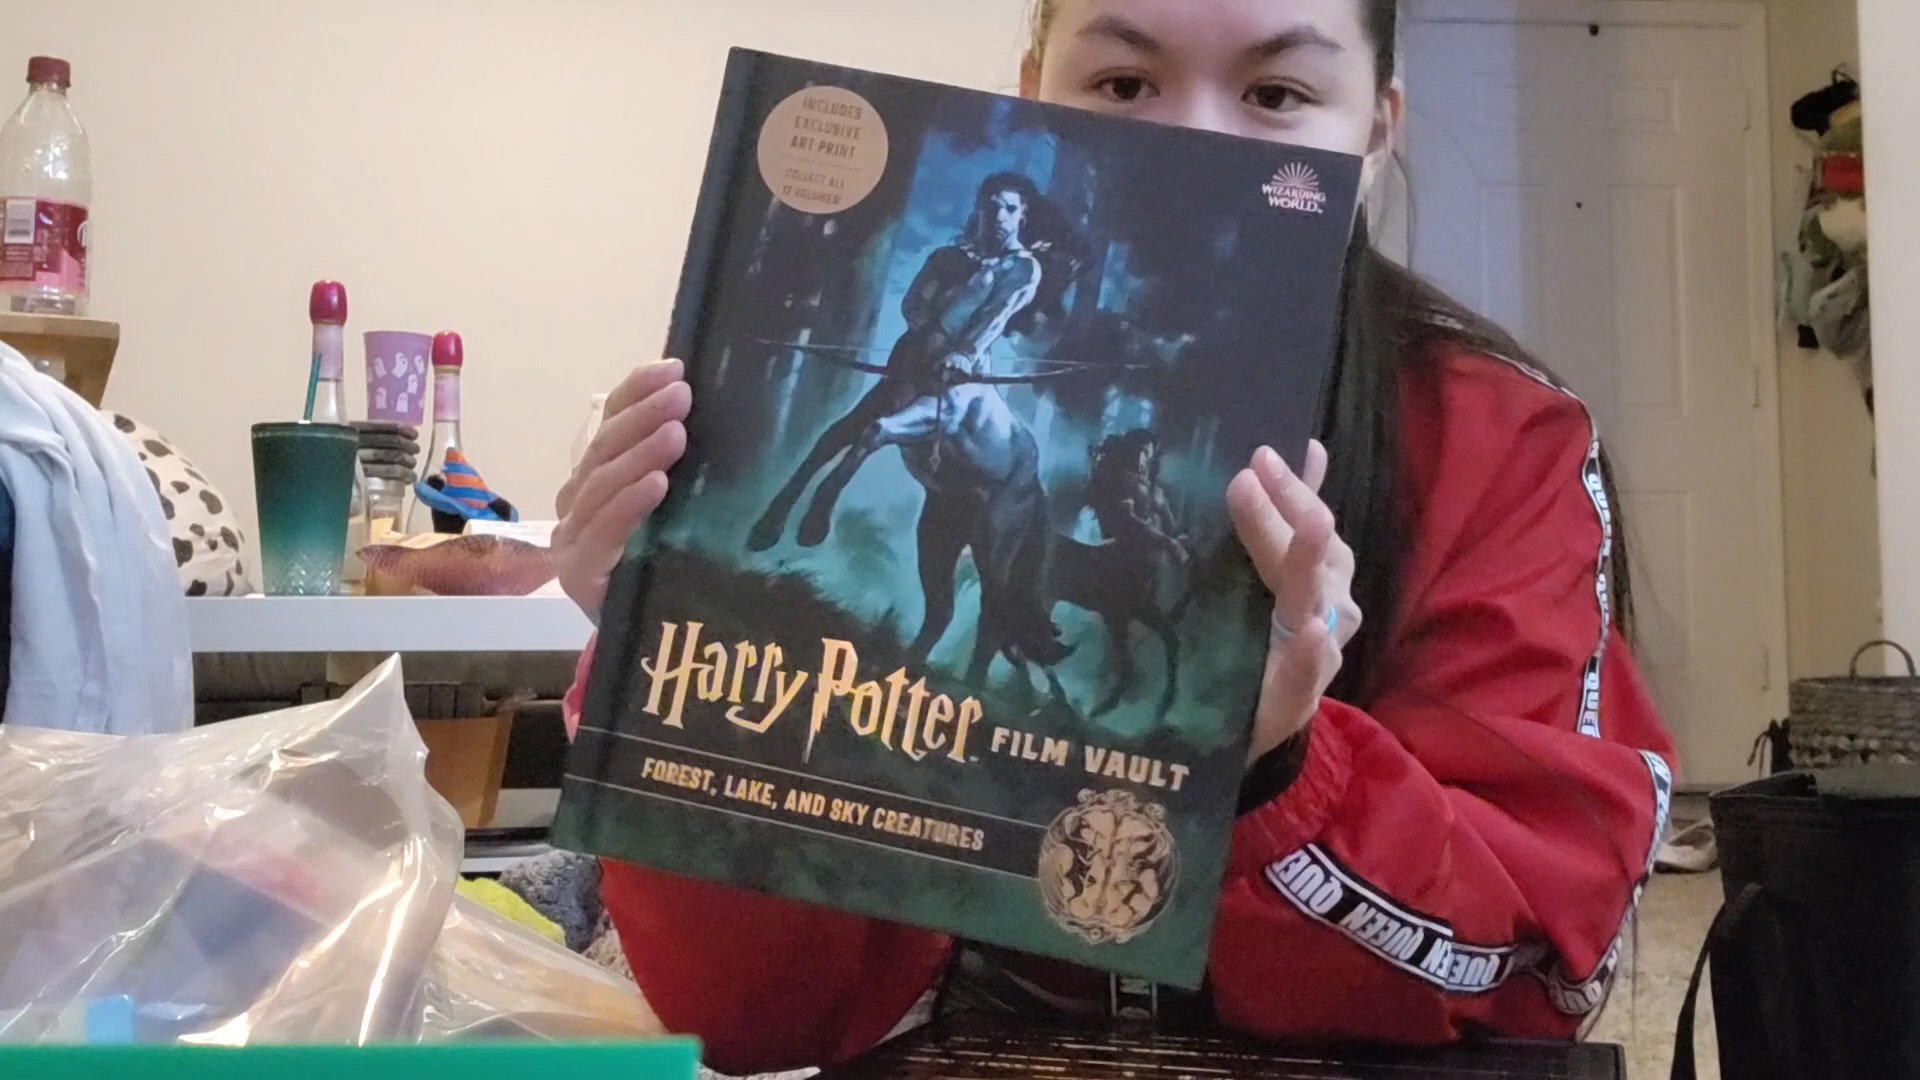 INCLUDES
EXCLUSIVE
ART PRINT
COLLECT ALL
12 VOLUMES!
WIZARDING
WORLD
Harry Potter FILM VAULT
FOREST, LAKE, AND SKY CREATURES
QUEEN QUEEN QUEEN